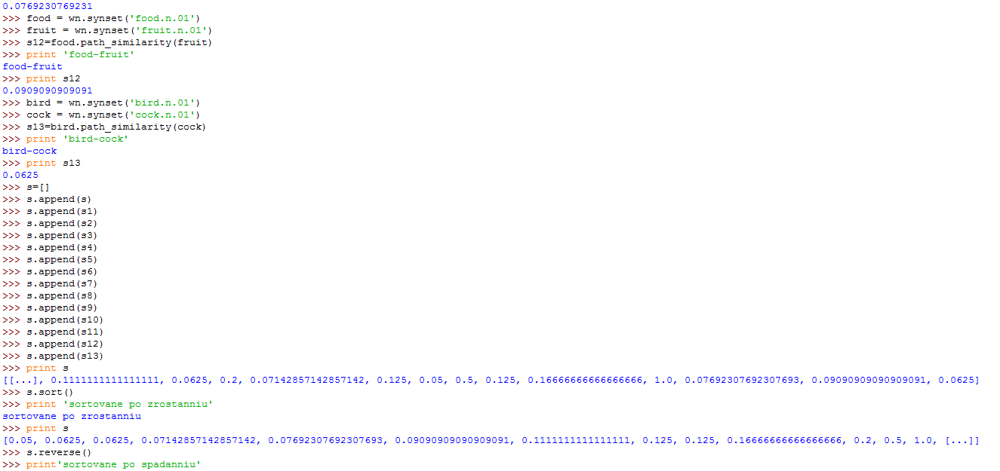 0.0769230769231
>>> food = wn.synset('food.n.01')
>>> fruit = wn.synset('fruit.n.01')
>>> s12=food.path_similarity(fruit)
>>> print 'food-fruit'
food-fruit
>>> print s12
0.0909090909091
>>> bird = wn.synset('bird.n.01')
>>> cock = wn.synset('cock.n.01')
>>> s13=bird.path_similarity(cock)
>>> print 'bird-cock'
bird-cock
>>> print s13
0.0625
>>> s=[]
>>> s.append(s)
>>> s.append(s1)
>>> s.append(s2)
>>> s.append(s3)
>>> s.append(s4)
>>> s.append(s5)
>>> s.append(s6)
>>> s.append(s7)
>>> s.append(s8)
>>> s.append(s9)
>>> s.append(s10)
>>> s.append(s11)
>>> s.append(s12)
>>> s.append(s13)
>>> print s
[[...], 0.1111111111111111, 0.0625, 0.2, 0.07142857142857142, 0.125, 0.05, 0.5, 0.125, 0.16666666666666666, 1.0, 0.07692307692307693, 0.09090909090909091, 0.0625]
>>> s.sort()
>>> print 'sortovane po zrostanniu'
sortovane po zrostanniu
>>> print s
[0.05, 0.0625, 0.0625, 0.07142857142857142, 0.07692307692307693, 0.09090909090909091, 0.1111111111111111, 0.125, 0.125, 0.16666666666666666, 0.2, 0.5, 1.0, [...]]
>>> s.reverse()
>>> print'sortovane po spadanniu'